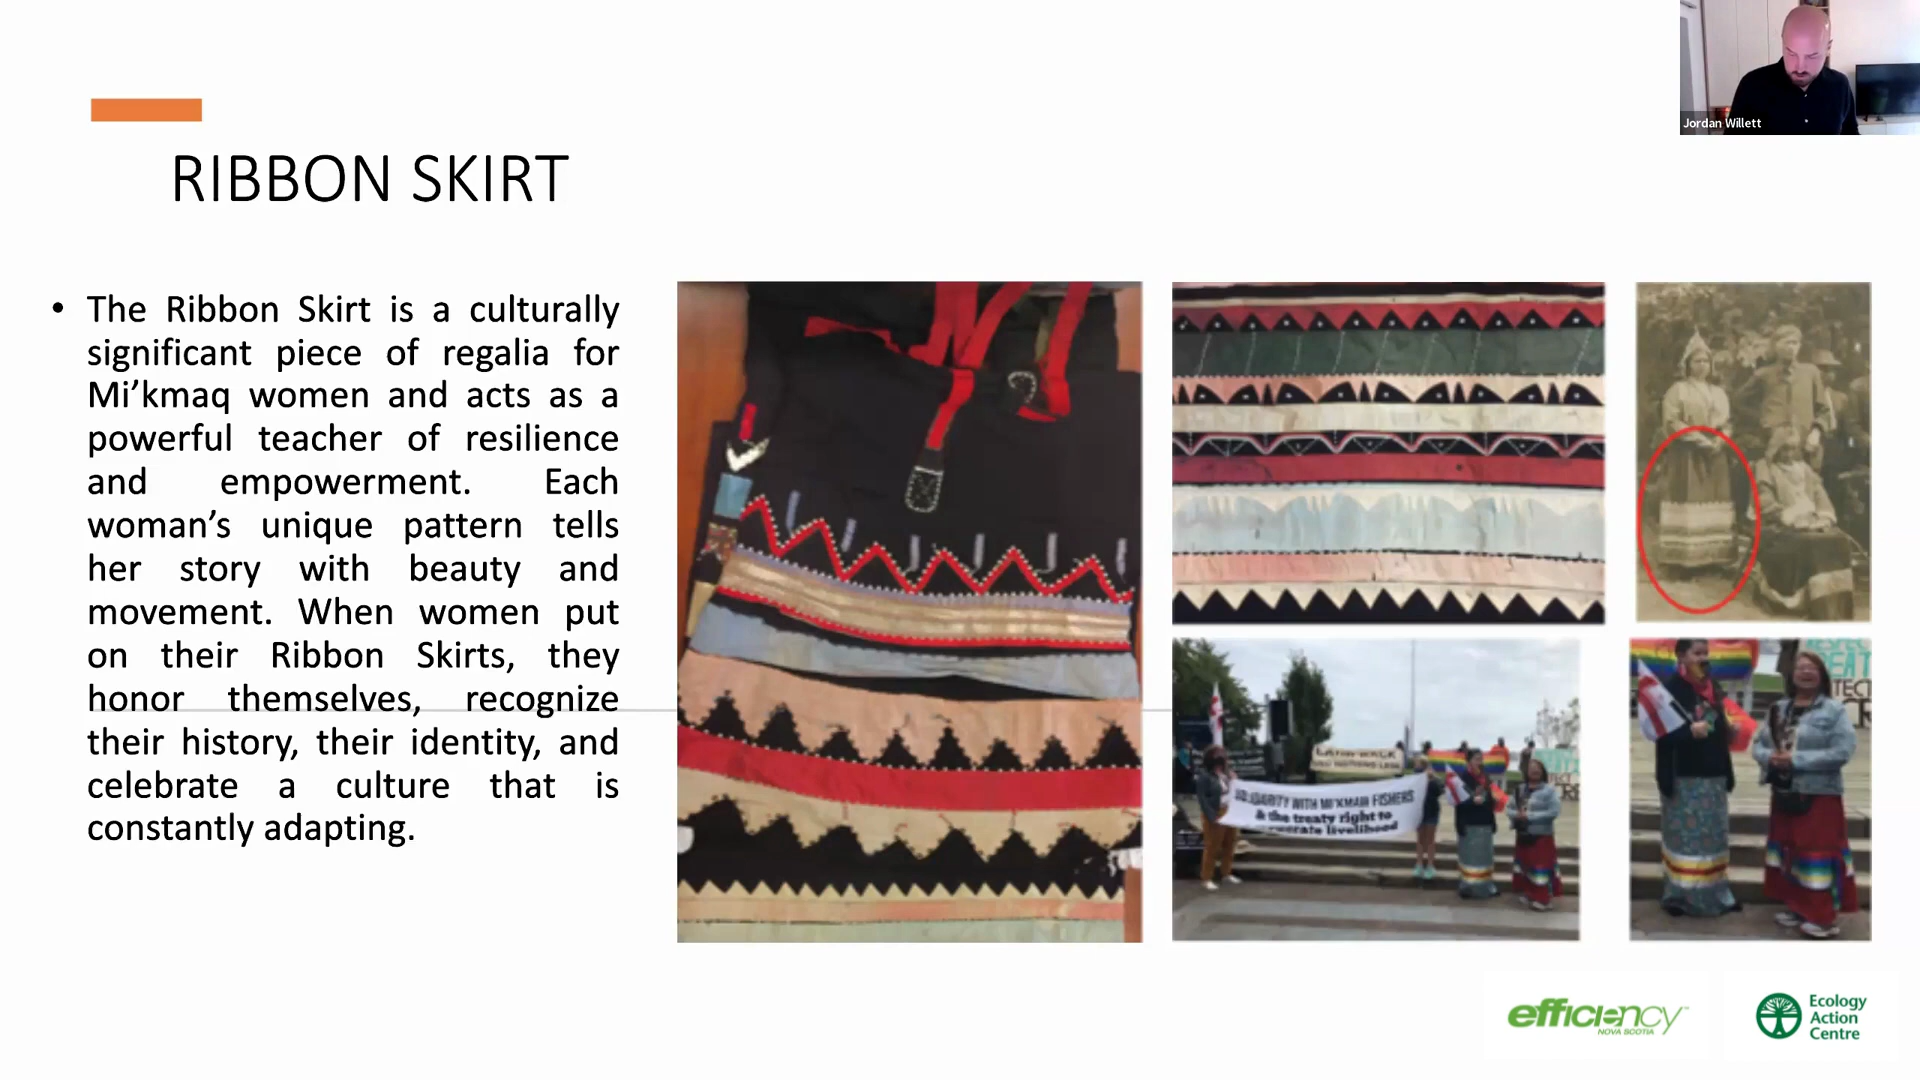 Jordan Willett
RIBBON SKIRT
• The Ribbon Skirt is a culturally
significant piece of regalia for
Mi’kmaq women and acts as a
powerful teacher of resilience
and empowerment. Each
woman’s unique pattern tells
her story with beauty and
movement. When women put
on their Ribbon Skirts, they
honor themselves, recognize
their history, their identity, and
celebrate a culture that is
constantly adapting.
WITH MI'KMAW FISHERS
& the treaty right to
livelihood
efficiency
NOVA SCOTIA
Ecology
Action
Centre